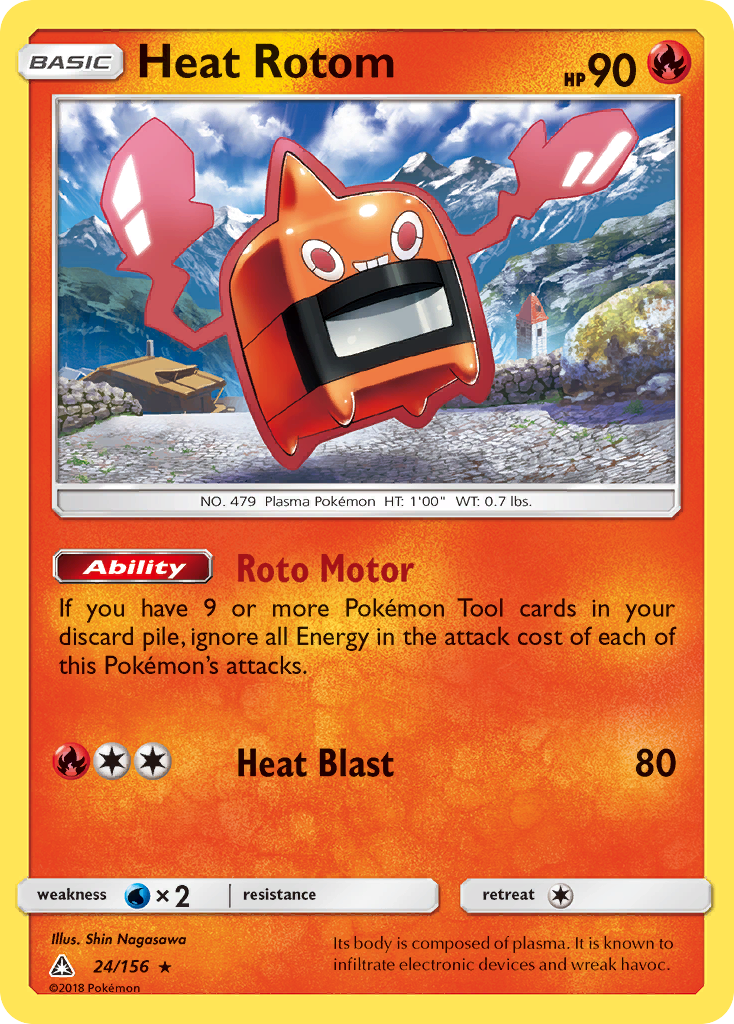 BASIC
Heat Rotom
HP 90
NO. 479 Plasma Pokémon HT: 1'00" WT: 0.7 lbs.
Ability Roto Motor
If you have 9 or more Pokémon Tool cards in your
discard pile, ignore all Energy in the attack cost of each of
this Pokémon's attacks.
Heat Blast 80
weakness ×2 resistance retreat
Illus. Shin Nagasawa
24/156 ★
©2018 Pokémon
Its body is composed of plasma. It is known to
infiltrate electronic devices and wreak havoc.